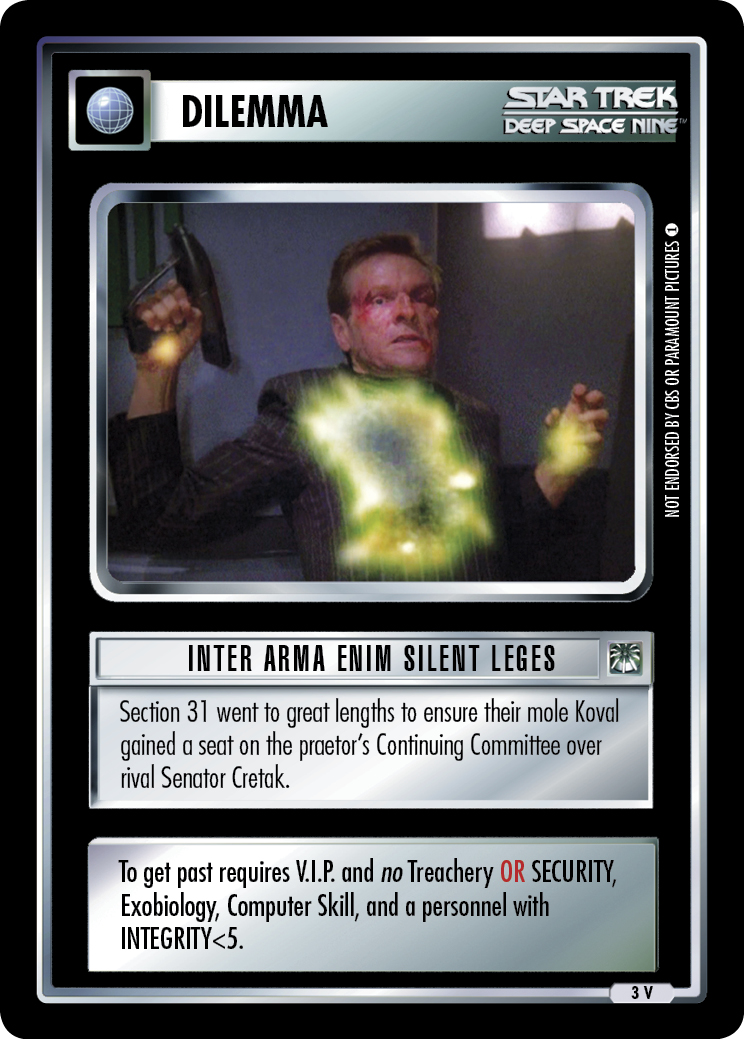 DILEMMA
STAR TREK
DEEP SPACE NINE™
NOT ENDORSED BY CBS OR PARAMOUNT PICTURES
INTER ARMA ENIM SILENT LEGES
Section 31 went to great lengths to ensure their mole Koval
gained a seat on the praetor's Continuing Committee over
rival Senator Cretak.
To get past requires V.I.P. and no Treachery OR SECURITY,
Exobiology, Computer Skill, and a personnel with
INTEGRITY<5.
3 V